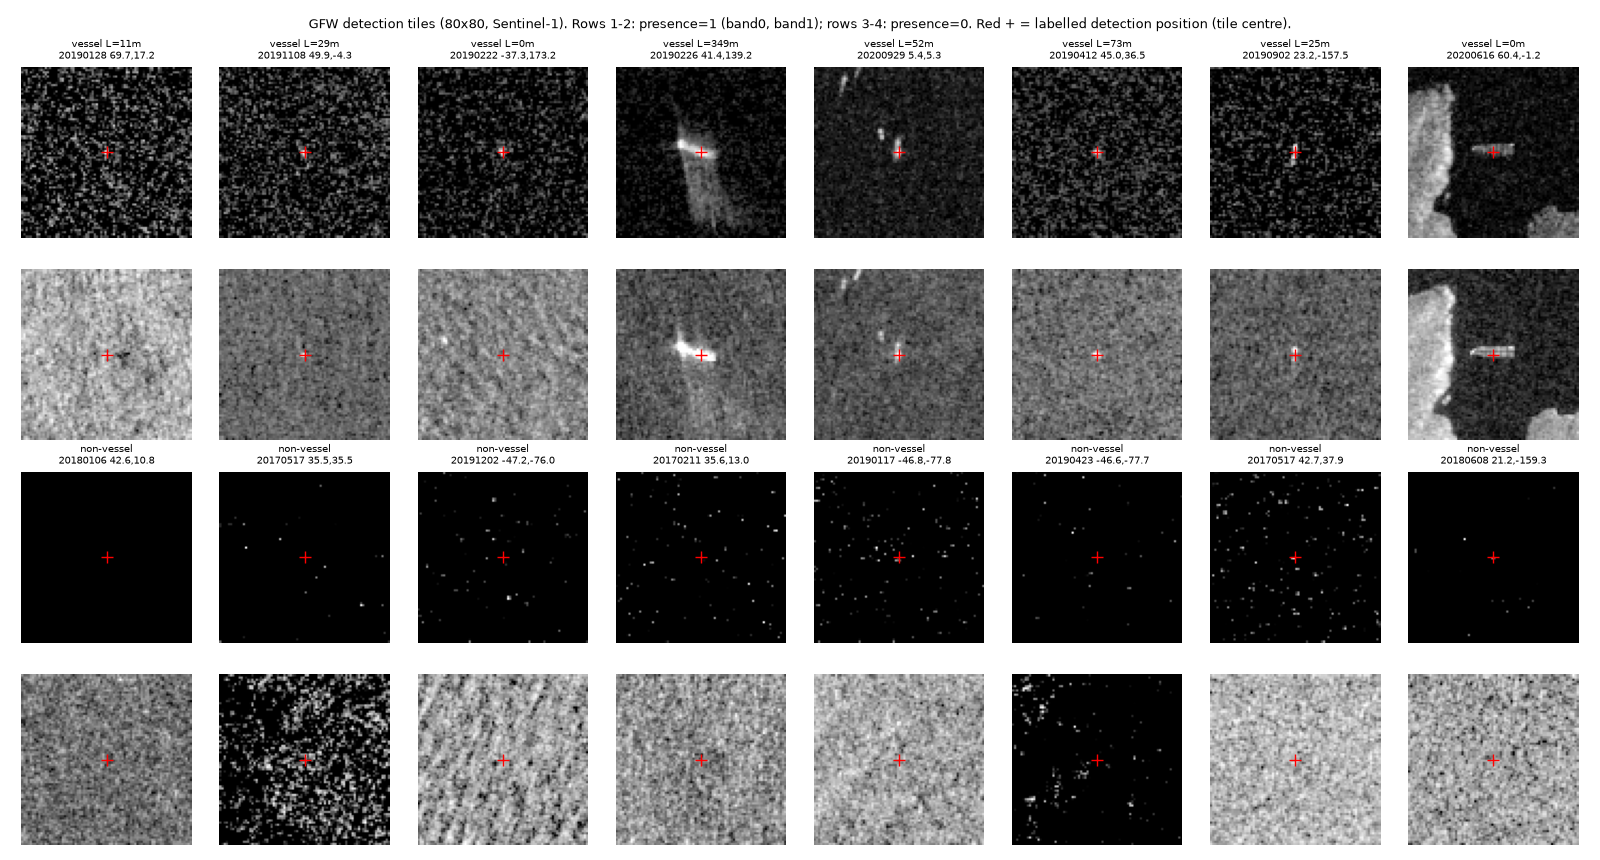 GFW detection tiles (80x80, Sentinel-1). Rows 1-2: presence=1 (band0, band1); rows 3-4: presence=0. Red + = labelled detection position (tile centre).
vessel L=11m
20190128 69.7,17.2
vessel L=29m
20191108 49.9,-4.3
vessel L=0m
20190222 -37.3,173.2
vessel L=349m
20190226 41.4,139.2
vessel L=52m
20200929 5.4,5.3
vessel L=73m
20190412 45.0,36.5
vessel L=25m
20190902 23.2,-157.5
vessel L=0m
20200616 60.4,-1.2
non-vessel
20180106 42.6,10.8
non-vessel
20170517 35.5,35.5
non-vessel
20191202 -47.2,-76.0
non-vessel
20170211 35.6,13.0
non-vessel
20190117 -46.8,-77.8
non-vessel
20190423 -46.6,-77.7
non-vessel
20170517 42.7,37.9
non-vessel
20180608 21.2,-159.3